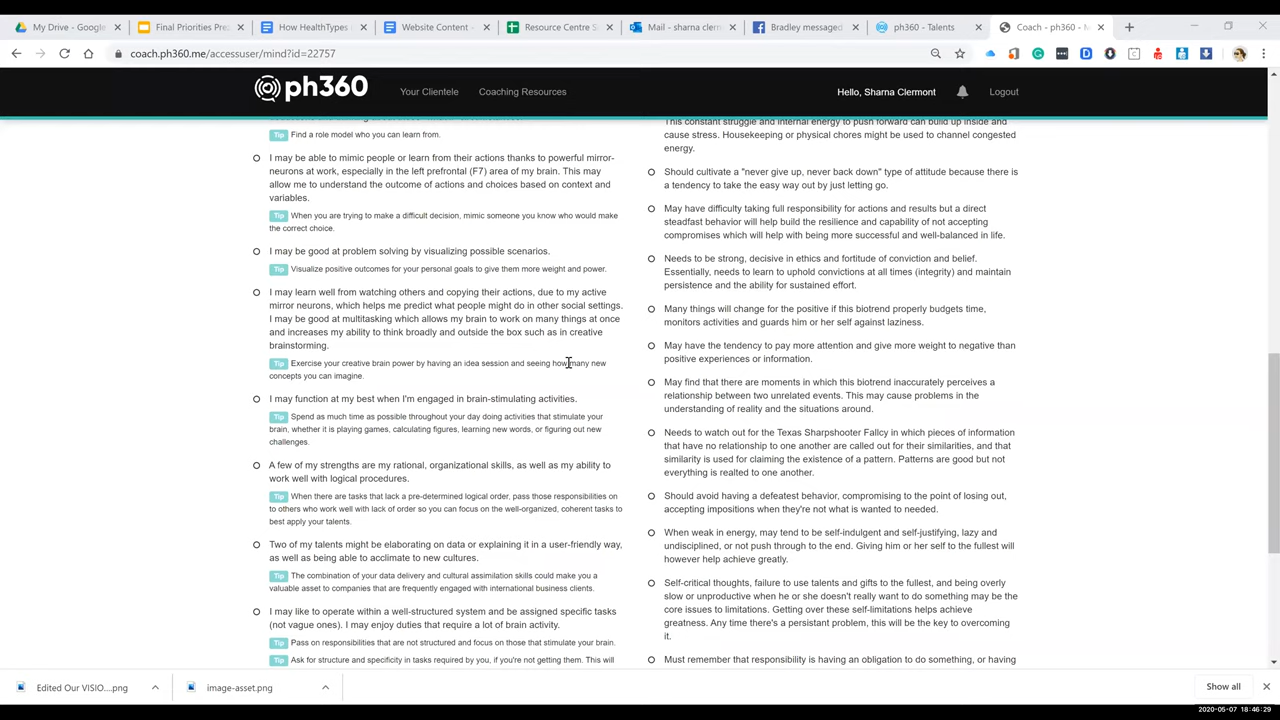 My Drive - Google
Final Priorities Pre
How HealthTypes I
Website Content -
Resource Centre S
Mail - sharna clerm
Bradley messaged
ph360 - Talents
Coach - ph360 - M
coach.ph360.me/accessuser/mind?id=22757
ph360
Your Clientele
Coaching Resources
Hello, Sharna Clermont
Logout
Tip Find a role model who you can learn from.
I may be able to mimic people or learn from their actions thanks to powerful mirror-
neurons at work, especially in the left prefrontal (F7) area of my brain. This may
allow me to understand the outcome of actions and choices based on context and
variables.
Tip When you are trying to make a difficult decision, mimic someone you know who would make
the correct choice.
I may be good at problem solving by visualizing possible scenarios.
Tip Visualize positive outcomes for your personal goals to give them more weight and power.
I may learn well from watching others and copying their actions, due to my active
mirror neurons, which helps me predict what people might do in other social settings.
I may be good at multitasking which allows my brain to work on many things at once
and increases my ability to think broadly and outside the box such as in creative
brainstorming.
Tip Exercise your creative brain power by having an idea session and seeing how many new
concepts you can imagine.
I may function at my best when I'm engaged in brain-stimulating activities.
Tip Spend as much time as possible throughout your day doing activities that stimulate your
brain, whether it is playing games, calculating figures, learning new words, or figuring out new
challenges.
A few of my strengths are my rational, organizational skills, as well as my ability to
work well with logical procedures.
Tip When there are tasks that lack a pre-determined logical order, pass those responsibilities on
to others who work well with lack of order so you can focus on the well-organized, coherent tasks to
best apply your talents.
Two of my talents might be elaborating on data or explaining it in a user-friendly way,
as well as being able to acclimate to new cultures.
Tip The combination of your data delivery and cultural assimilation skills could make you a
valuable asset to companies that are frequently engaged with international business clients.
I may like to operate within a well-structured system and be assigned specific tasks
(not vague ones). I may enjoy duties that require a lot of brain activity.
Tip Pass on responsibilities that are not structured and focus on those that stimulate your brain.
Tip Ask for structure and specificity in tasks required by you, if you're not getting them. This will
This constant struggle and internal energy to push forward can build up inside and
cause stress. Housekeeping or physical chores might be used to channel congested
energy.
Should cultivate a "never give up, never back down" type of attitude because there is
a tendency to take the easy way out by just letting go.
May have difficulty taking full responsibility for actions and results but a direct
steadfast behavior will help build the resilience and capability of not accepting
compromises which will help with being more successful and well-balanced in life.
Needs to be strong, decisive in ethics and fortitude of conviction and belief.
Essentially, needs to learn to uphold convictions at all times (integrity) and maintain
persistence and the ability for sustained effort.
Many things will change for the positive if this biotrend properly budgets time,
monitors activities and guards him or her self against laziness.
May have the tendency to pay more attention and give more weight to negative than
positive experiences or information.
May find that there are moments in which this biotrend inaccurately perceives a
relationship between two unrelated events. This may cause problems in the
understanding of reality and the situations around.
Needs to watch out for the Texas Sharpshooter Fallcy in which pieces of information
that have no relationship to one another are called out for their similarities, and that
similarity is used for claiming the existence of a pattern. Patterns are good but not
everything is realted to one another.
Should avoid having a defeatest behavior, compromising to the point of losing out,
accepting impositions when they're not what is wanted to needed.
When weak in energy, may tend to be self-indulgent and self-justifying, lazy and
undisciplined, or not push through to the end. Giving him or her self to the fullest will
however help achieve greatly.
Self-critical thoughts, failure to use talents and gifts to the fullest, and being overly
slow or unproductive when he or she doesn't really want to do something may be the
core issues to limitations. Getting over these self-limitations helps achieve
greatness. Any time there's a persistant problem, this will be the key to overcoming
it.
Must remember that responsibility is having an obligation to do something, or having
Edited Our VISIO....png
image-asset.png
Show all
2020-05-07 18:46:29